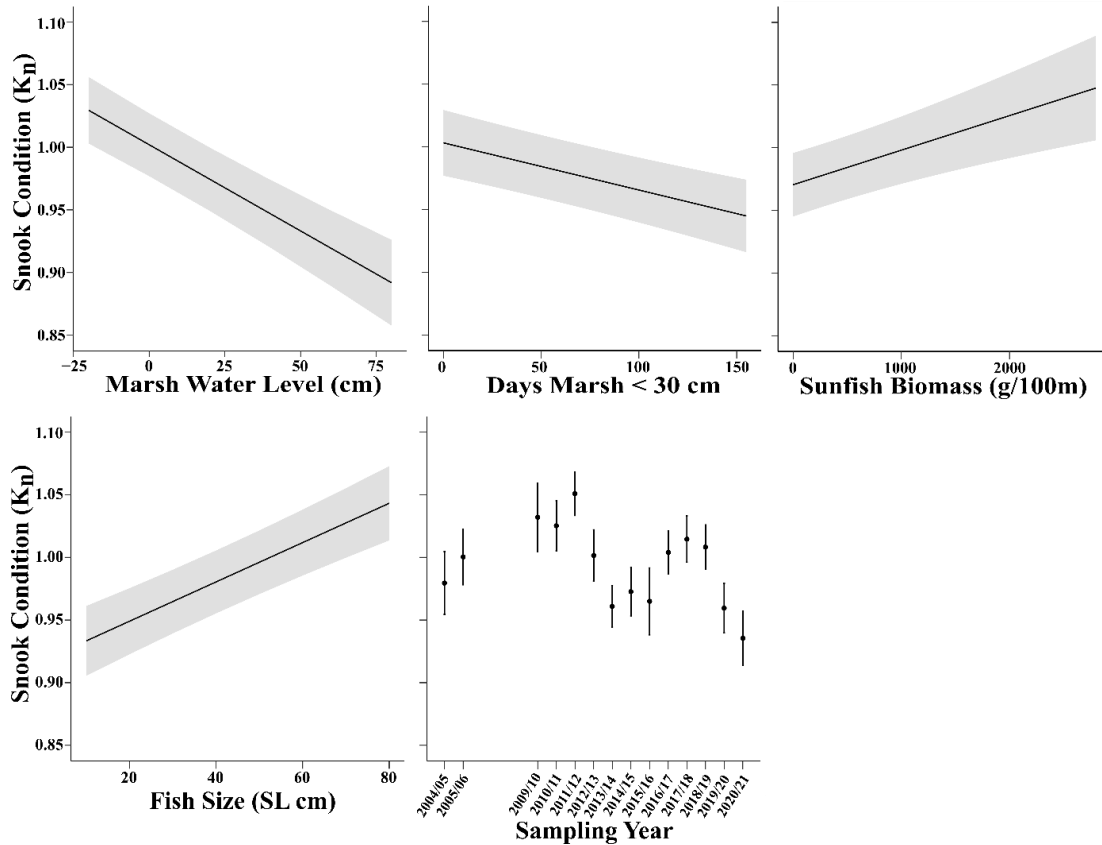 Snook Condition (Kn)
1.10
1.05
1.00
0.95
0.90
0.85
−25 0 25 50 75
Marsh Water Level (cm)
0 50 100 150
Days Marsh < 30 cm
0 1000 2000
Sunfish Biomass (g/100m)
Snook Condition (Kn)
1.10
1.05
1.00
0.95
0.90
0.85
20 40 60 80
Fish Size (SL cm)
2004/05
2005/06
2009/10
2010/11
2011/12
2012/13
2013/14
2014/15
2015/16
2016/17
2017/18
2018/19
2019/20
2020/21
Sampling Year